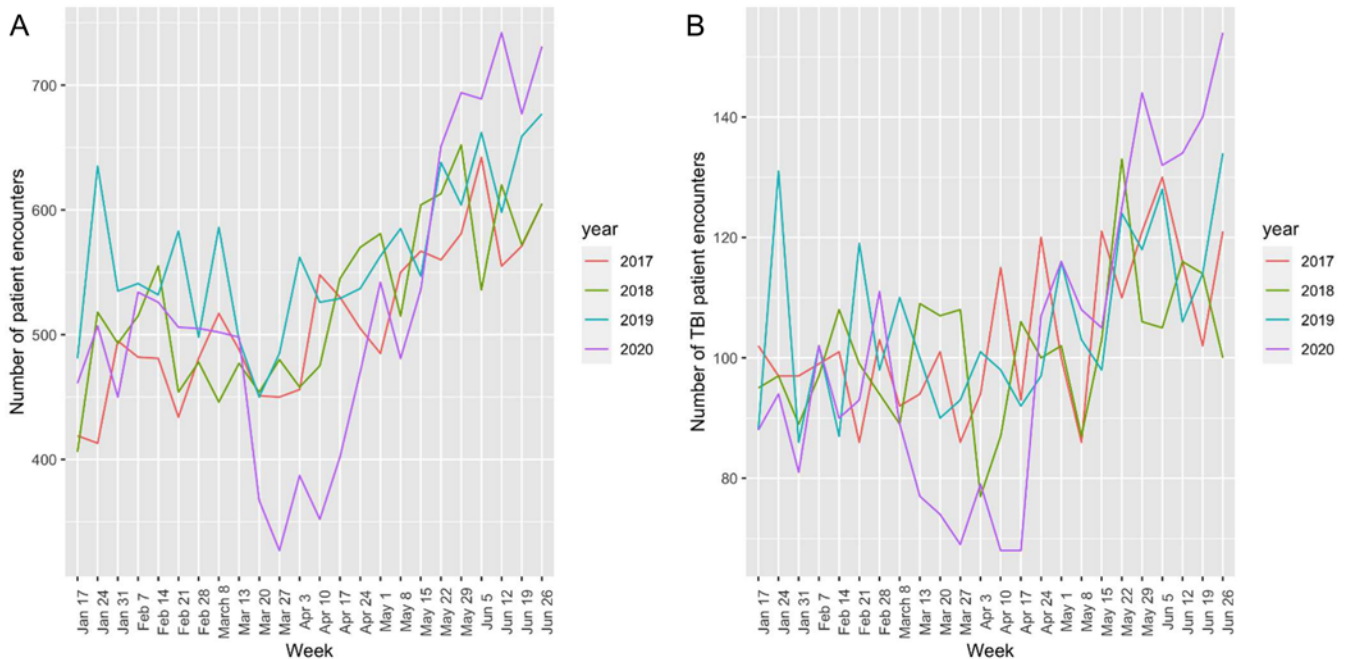 A
Number of patient encounters
700
600
500
400
Jan 17
Jan 24
Jan 31
Feb 7
Feb 14
Feb 21
Feb 28
March 8
Mar 13
Mar 20
Mar 27
Apr 3
Apr 10
Apr 17
Apr 24
May 1
May 8
May 15
May 22
May 29
Jun 5
Jun 12
Jun 19
Jun 26
Week
year
2017
2018
2019
2020
B
Number of TBI patient encounters
140
120
100
80
Jan 17
Jan 24
Jan 31
Feb 7
Feb 14
Feb 21
Feb 28
March 8
Mar 13
Mar 20
Mar 27
Apr 3
Apr 10
Apr 17
Apr 24
May 1
May 8
May 15
May 22
May 29
Jun 5
Jun 12
Jun 19
Jun 26
Week
year
2017
2018
2019
2020